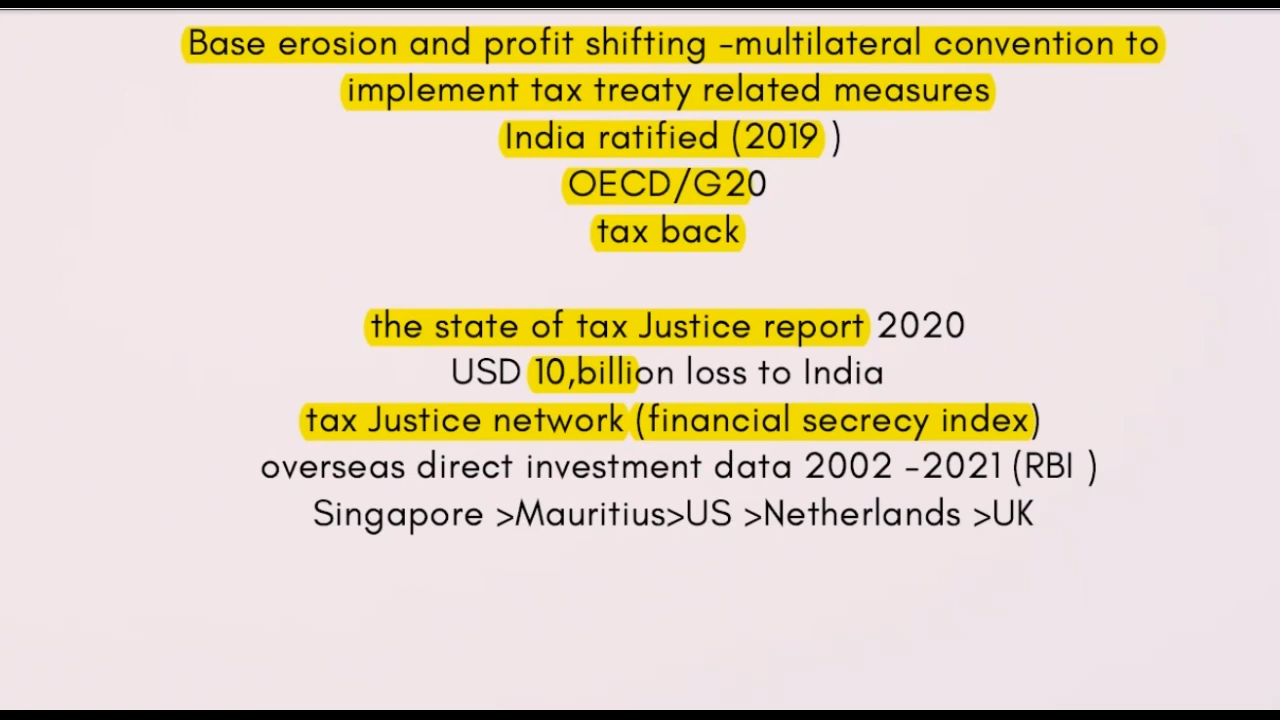 Base erosion and profit shifting -multilateral convention to
implement tax treaty related measures
India ratified (2019 )
OECD/G20
tax back
the state of tax Justice report 2020
USD 10,billion loss to India
tax Justice network (financial secrecy index)
overseas direct investment data 2002 -2021 (RBI )
Singapore >Mauritius>US >Netherlands >UK